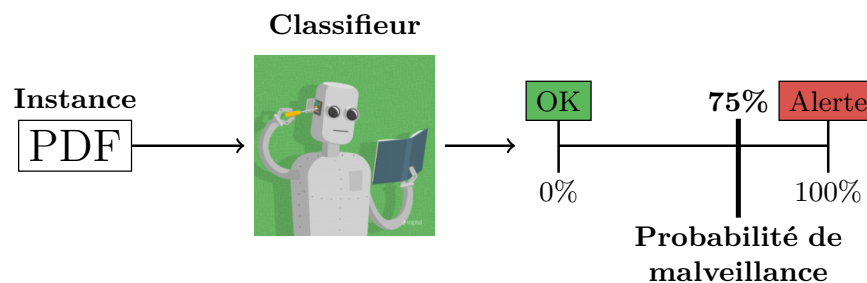 Classifieur
Instance
PDF
OK
75%
Alerte
0%
100%
Probabilité de
malveillance